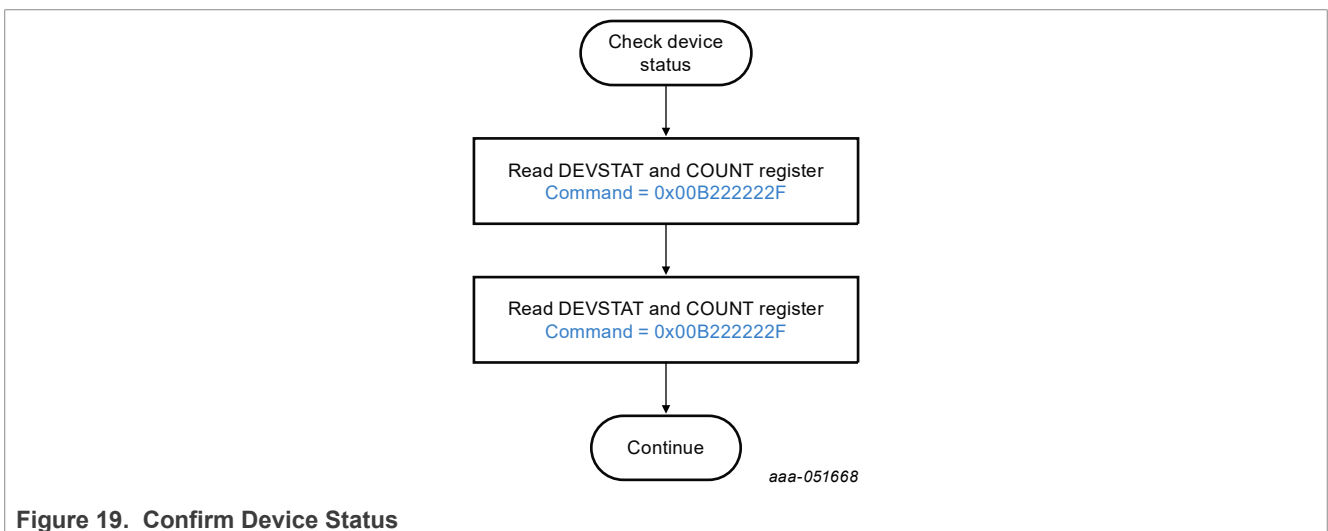 Check device
status
Read DEVSTAT and COUNT register
Command = 0x00B222222F
Read DEVSTAT and COUNT register
Command = 0x00B222222F
Continue
aaa-051668
Figure 19. Confirm Device Status